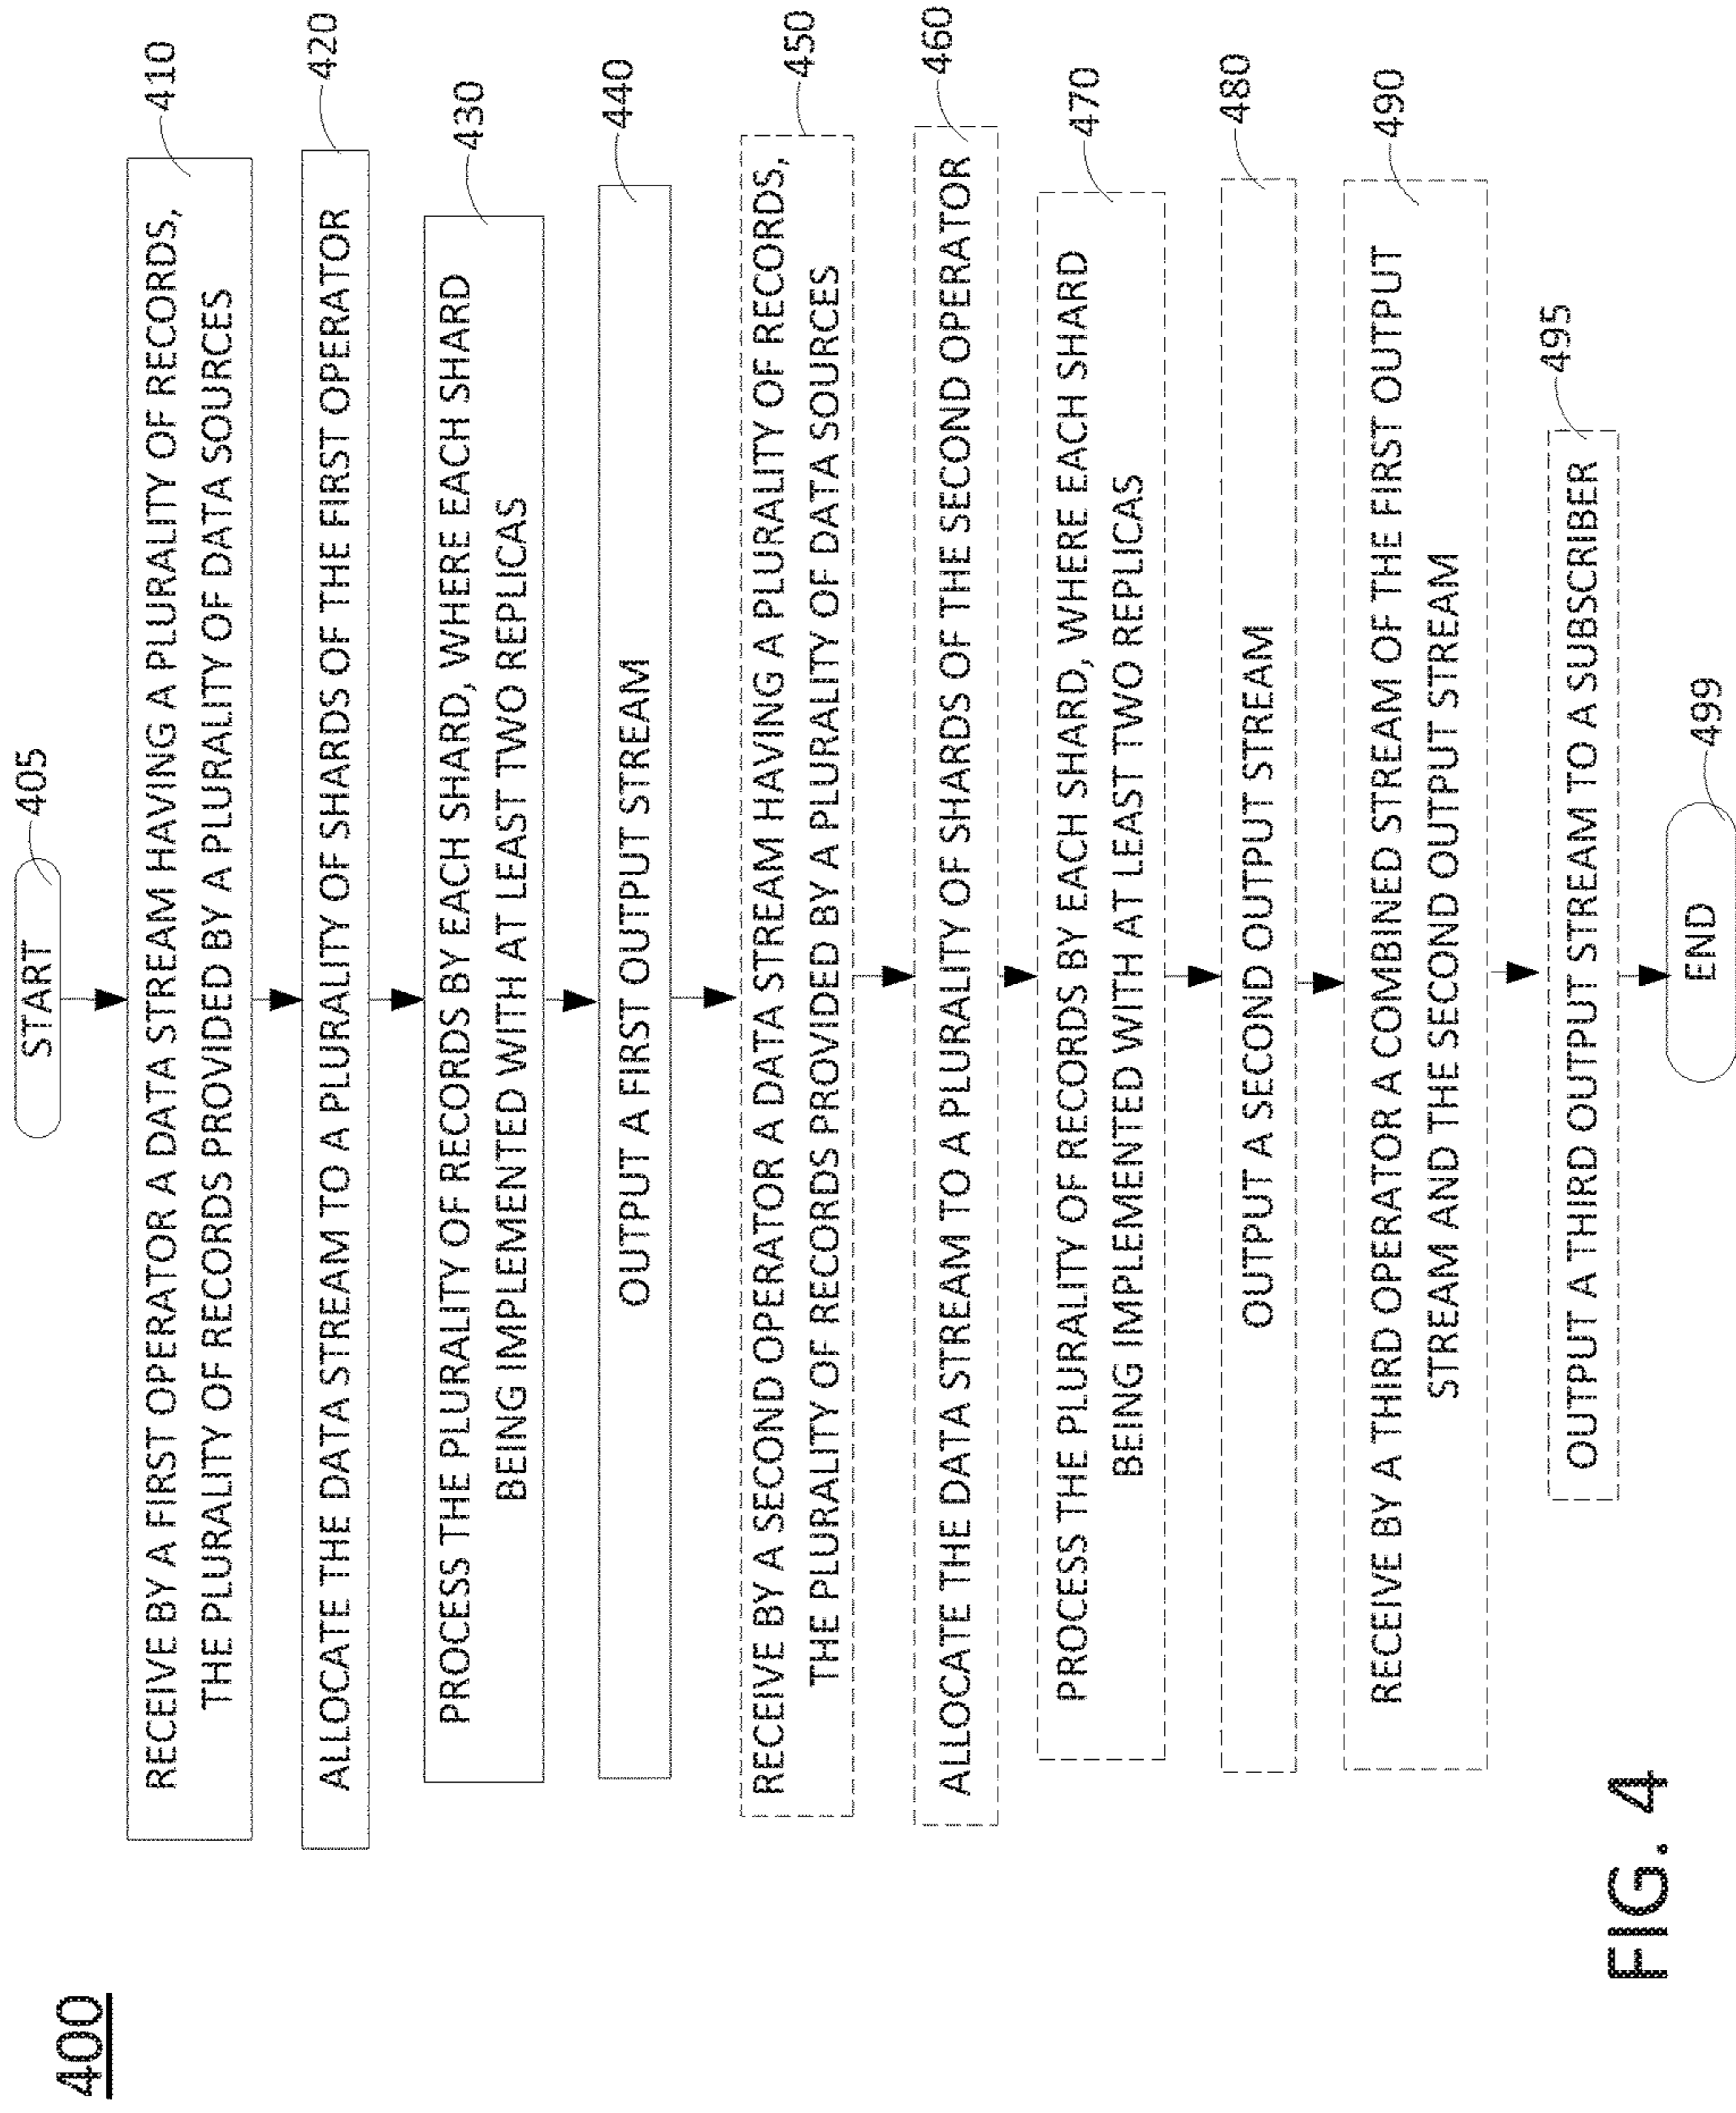 400
START
405
RECEIVE BY A FIRST OPERATOR A DATA STREAM HAVING A PLURALITY OF RECORDS,
THE PLURALITY OF RECORDS PROVIDED BY A PLURALITY OF DATA SOURCES
410
ALLOCATE THE DATA STREAM TO A PLURALITY OF SHARDS OF THE FIRST OPERATOR
420
PROCESS THE PLURALITY OF RECORDS BY EACH SHARD, WHERE EACH SHARD
BEING IMPLEMENTED WITH AT LEAST TWO REPLICAS
430
OUTPUT A FIRST OUTPUT STREAM
440
RECEIVE BY A SECOND OPERATOR A DATA STREAM HAVING A PLURALITY OF RECORDS,
THE PLURALITY OF RECORDS PROVIDED BY A PLURALITY OF DATA SOURCES
450
ALLOCATE THE DATA STREAM TO A PLURALITY OF SHARDS OF THE SECOND OPERATOR
460
PROCESS THE PLURALITY OF RECORDS BY EACH SHARD, WHERE EACH SHARD
BEING IMPLEMENTED WITH AT LEAST TWO REPLICAS
470
OUTPUT A SECOND OUTPUT STREAM
480
RECEIVE BY A THIRD OPERATOR A COMBINED STREAM OF THE FIRST OUTPUT
STREAM AND THE SECOND OUTPUT STREAM
490
OUTPUT A THIRD OUTPUT STREAM TO A SUBSCRIBER
495
END
499
FIG. 4